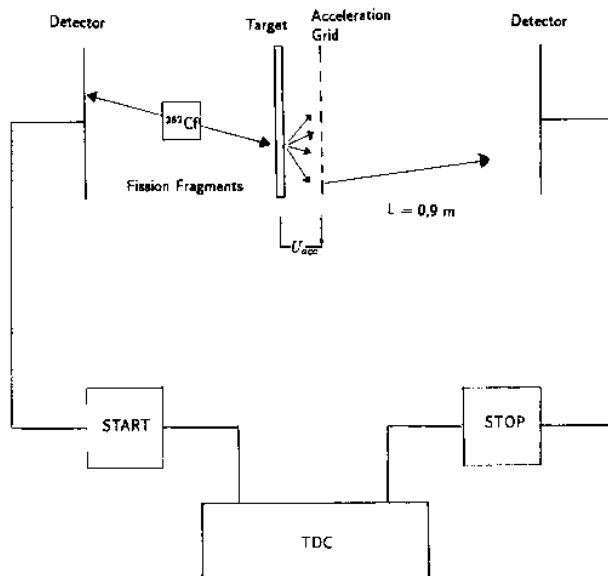 Detector
Target
Acceleration
Grid
Detector
²⁵²Cf
Fission Fragments
L = 0,9 m
U_acc
START
STOP
TDC